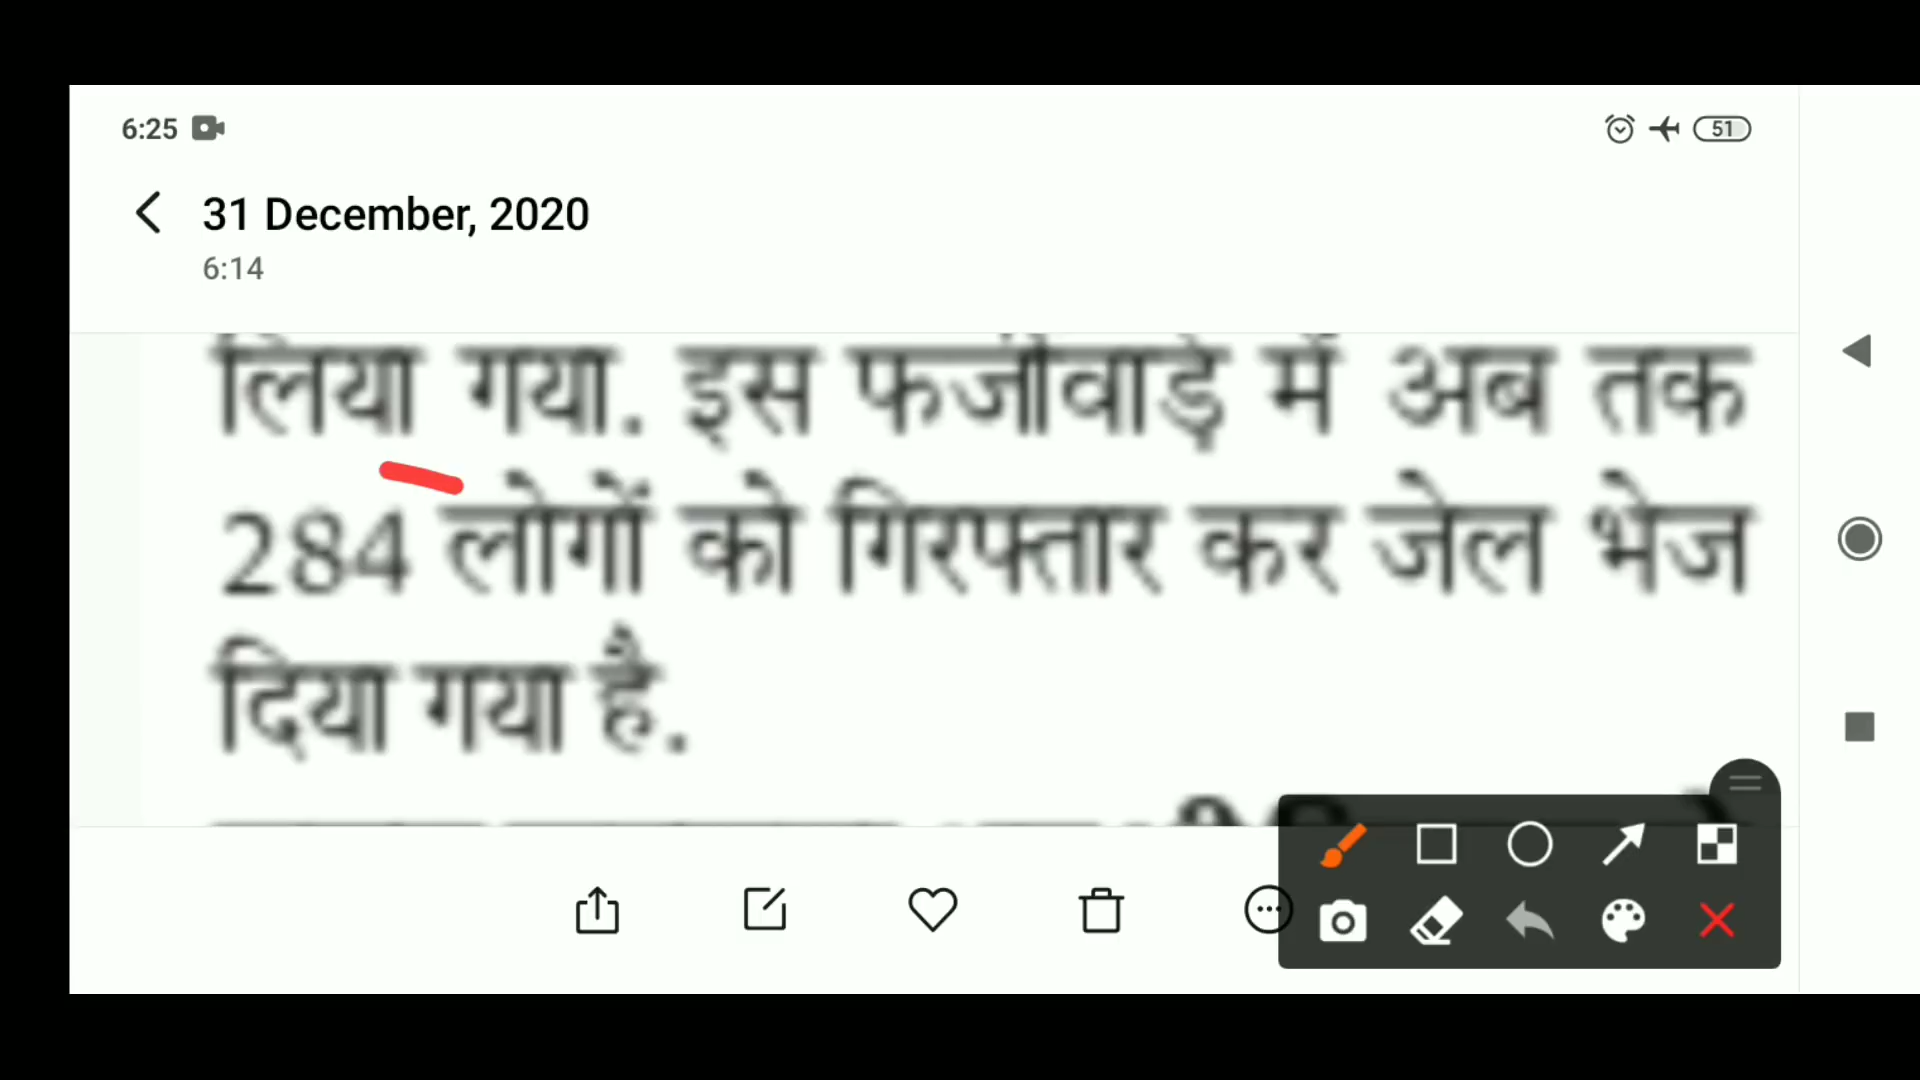 6:25
51
31 December, 2020
6:14
लिया गया. इस फर्जीवाड़े में अब तक
284 लोगों को गिरफ्तार कर जेल भेज
दिया गया है.